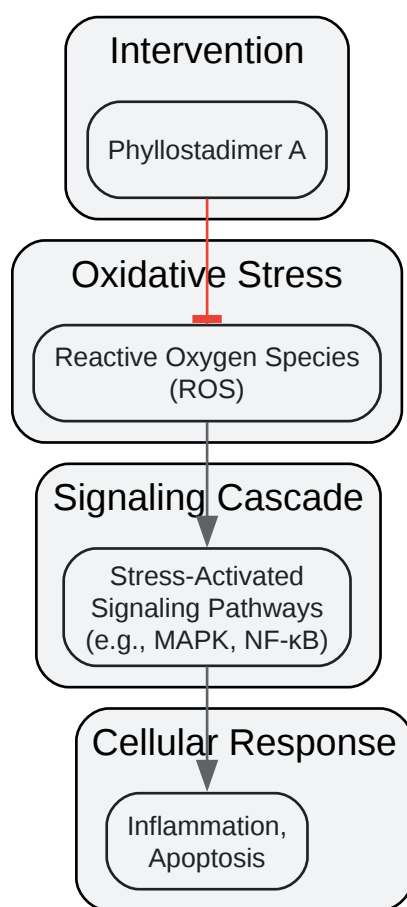 Intervention
Phyllostadimer A
Oxidative Stress
Reactive Oxygen Species
(ROS)
Signaling Cascade
Stress-Activated
Signaling Pathways
(e.g., MAPK, NF-κB)
Cellular Response
Inflammation,
Apoptosis